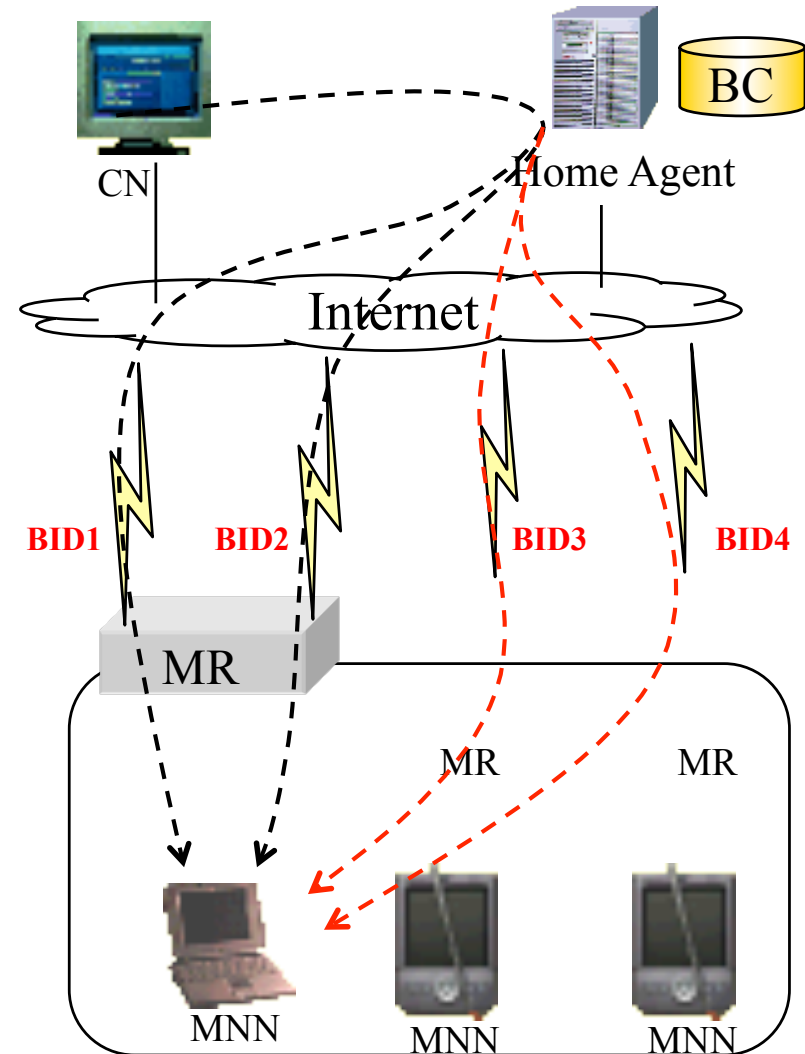 BC
CN
Home Agent
Internet
BID1
BID2
BID3
BID4
MR
MR
MR
MNN
MNN
MNN